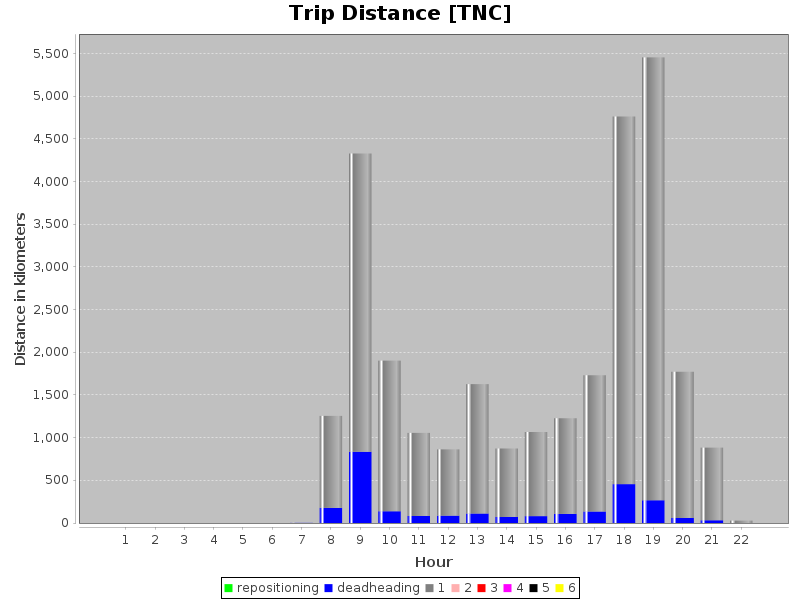 Trip Distance [TNC]
5,500
5,000
4,500
4,000
3,500
3,000
2,500
2,000
1,500
1,000
500
0
Distance in kilometers
1 2 3 4 5 6 7 8 9 10 11 12 13 14 15 16 17 18 19 20 21 22
Hour
repositioning deadheading 1 2 3 4 5 6